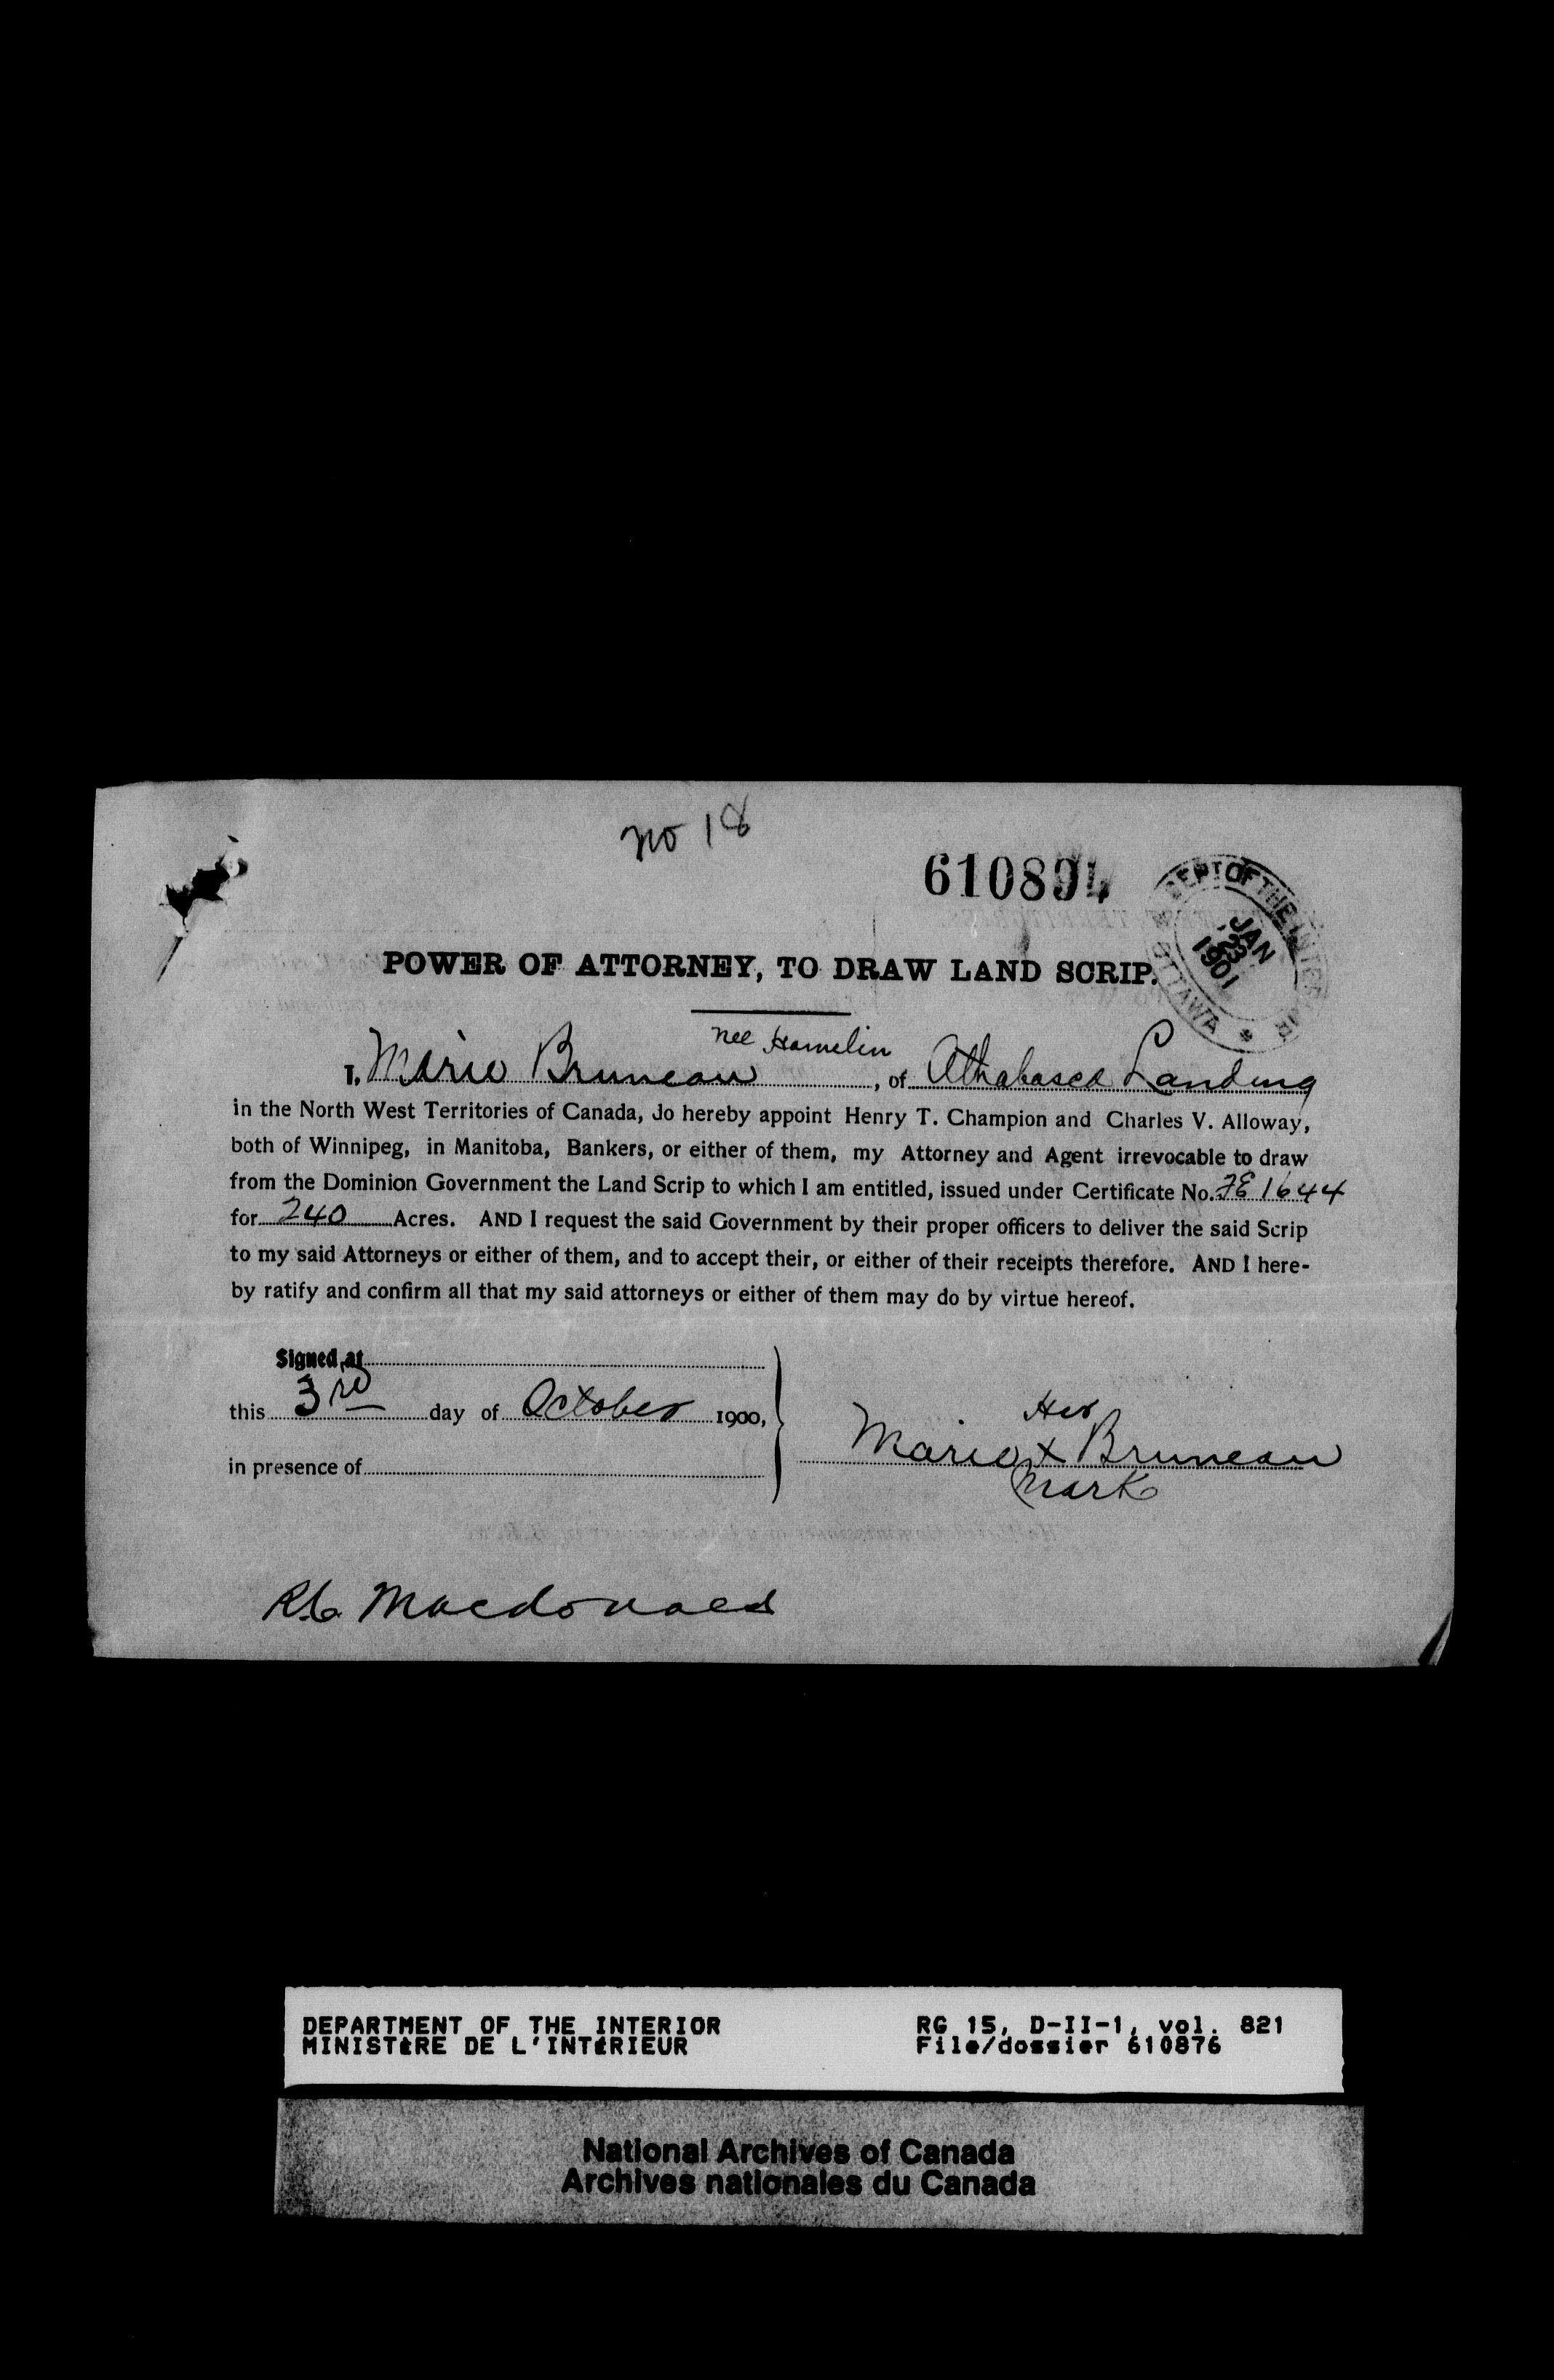 no 18
610894
DEPT OF THE INTERIOR
JAN
23
1901
OTTAWA
POWER OF ATTORNEY, TO DRAW LAND SCRIP.
nee Hamelin
I, Marie Bruneau, of Athabasca Landing
in the North West Territories of Canada, do hereby appoint Henry T. Champion and Charles V. Alloway,
both of Winnipeg, in Manitoba, Bankers, or either of them, my Attorney and Agent irrevocable to draw
from the Dominion Government the Land Scrip to which I am entitled, issued under Certificate No. FE 1644
for 240 Acres. AND I request the said Government by their proper officers to deliver the said Scrip
to my said Attorneys or either of them, and to accept their, or either of their receipts therefore. AND I here-
by ratify and confirm all that my said attorneys or either of them may do by virtue hereof.
Signed at
this 3rd day of October 1900,
in presence of
Her
Marie x Bruneau
Mark
Macdonald
DEPARTMENT OF THE INTERIOR
MINISTÈRE DE L'INTÉRIEUR
RG 15, D-II-1, vol. 821
File/dossier 610876
National Archives of Canada
Archives nationales du Canada